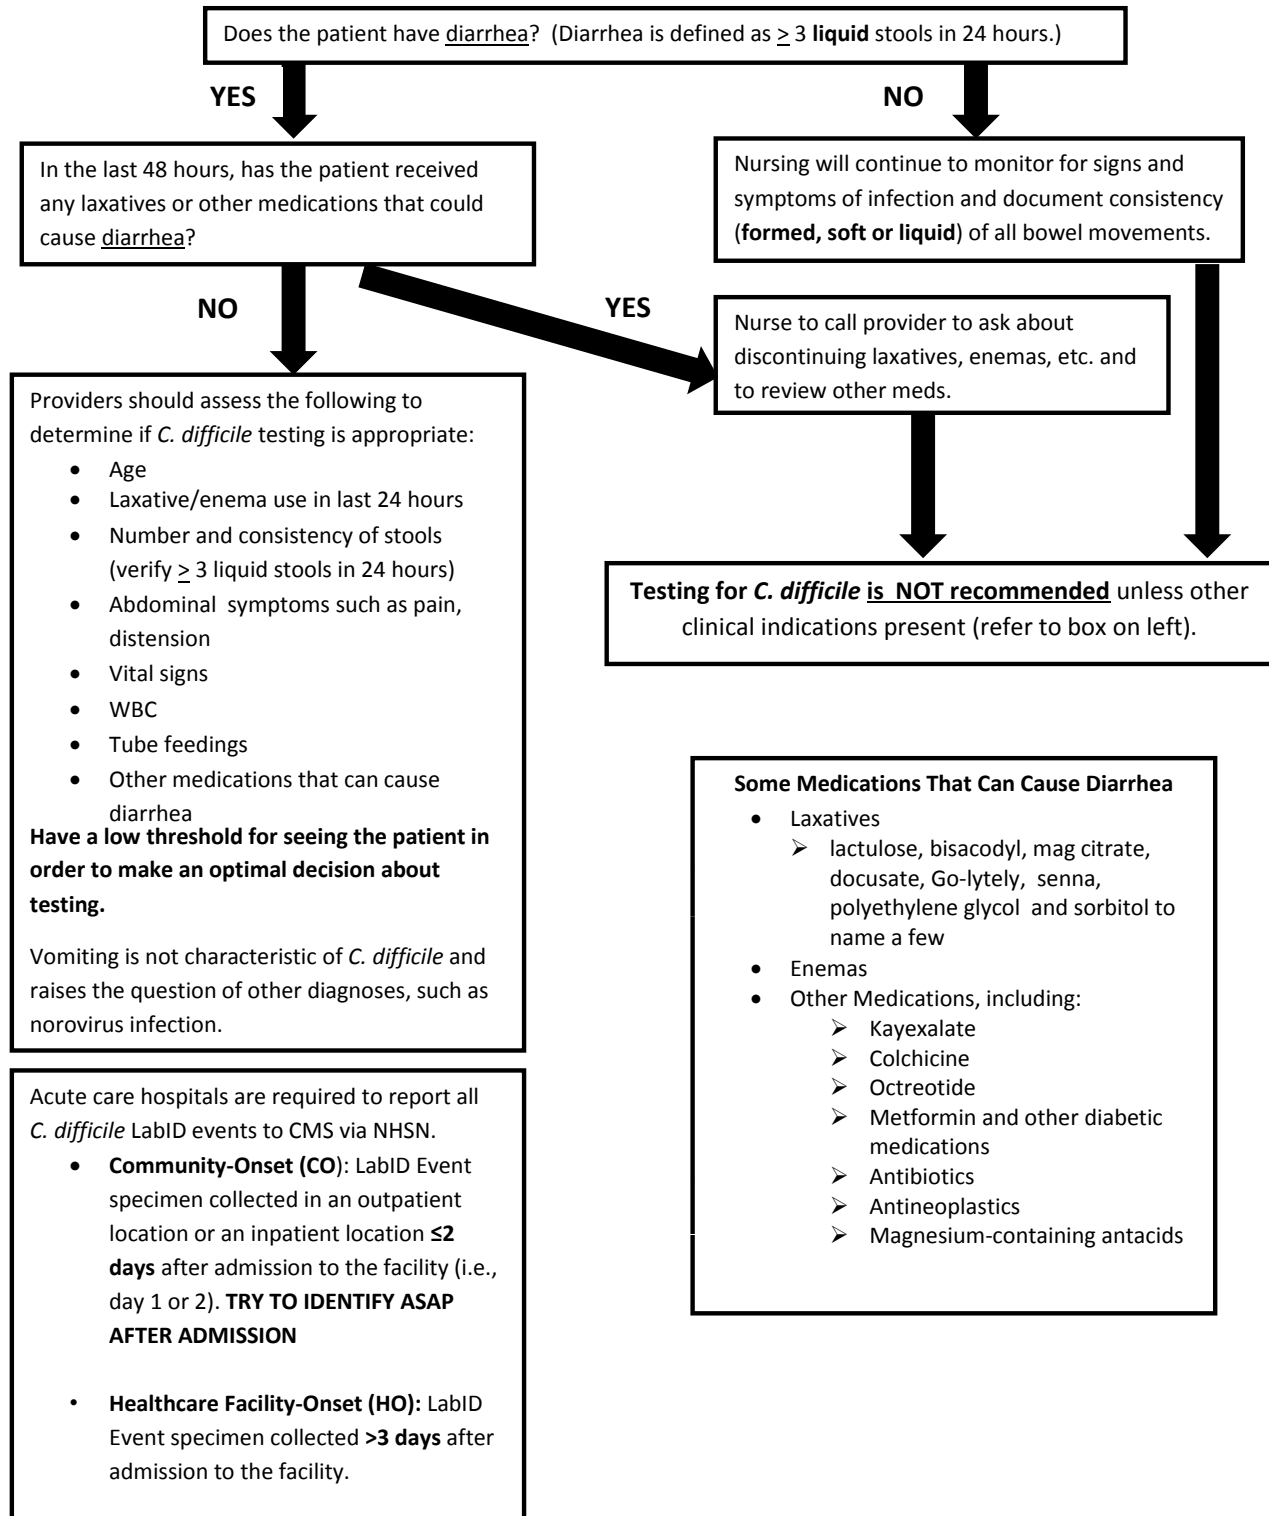 Does the patient have diarrhea? (Diarrhea is defined as ≥ 3 liquid stools in 24 hours.)
YES
NO
In the last 48 hours, has the patient received
any laxatives or other medications that could
cause diarrhea?
Nursing will continue to monitor for signs and
symptoms of infection and document consistency
(formed, soft or liquid) of all bowel movements.
NO
YES
Nurse to call provider to ask about
discontinuing laxatives, enemas, etc. and
to review other meds.
Providers should assess the following to
determine if C. difficile testing is appropriate:
• Age
• Laxative/enema use in last 24 hours
• Number and consistency of stools
(verify ≥ 3 liquid stools in 24 hours)
• Abdominal symptoms such as pain,
distension
• Vital signs
• WBC
• Tube feedings
• Other medications that can cause
diarrhea
Have a low threshold for seeing the patient in
order to make an optimal decision about
testing.
Vomiting is not characteristic of C. difficile and
raises the question of other diagnoses, such as
norovirus infection.
Testing for C. difficile is NOT recommended unless other
clinical indications present (refer to box on left).
Some Medications That Can Cause Diarrhea
• Laxatives
➢ lactulose, bisacodyl, mag citrate,
docusate, Go-lytely, senna,
polyethylene glycol and sorbitol to
name a few
• Enemas
• Other Medications, including:
➢ Kayexalate
➢ Colchicine
➢ Octreotide
➢ Metformin and other diabetic
medications
➢ Antibiotics
➢ Antineoplastics
➢ Magnesium-containing antacids
Acute care hospitals are required to report all
C. difficile LabID events to CMS via NHSN.
• Community-Onset (CO): LabID Event
specimen collected in an outpatient
location or an inpatient location ≤2
days after admission to the facility (i.e.,
day 1 or 2). TRY TO IDENTIFY ASAP
AFTER ADMISSION
• Healthcare Facility-Onset (HO): LabID
Event specimen collected >3 days after
admission to the facility.